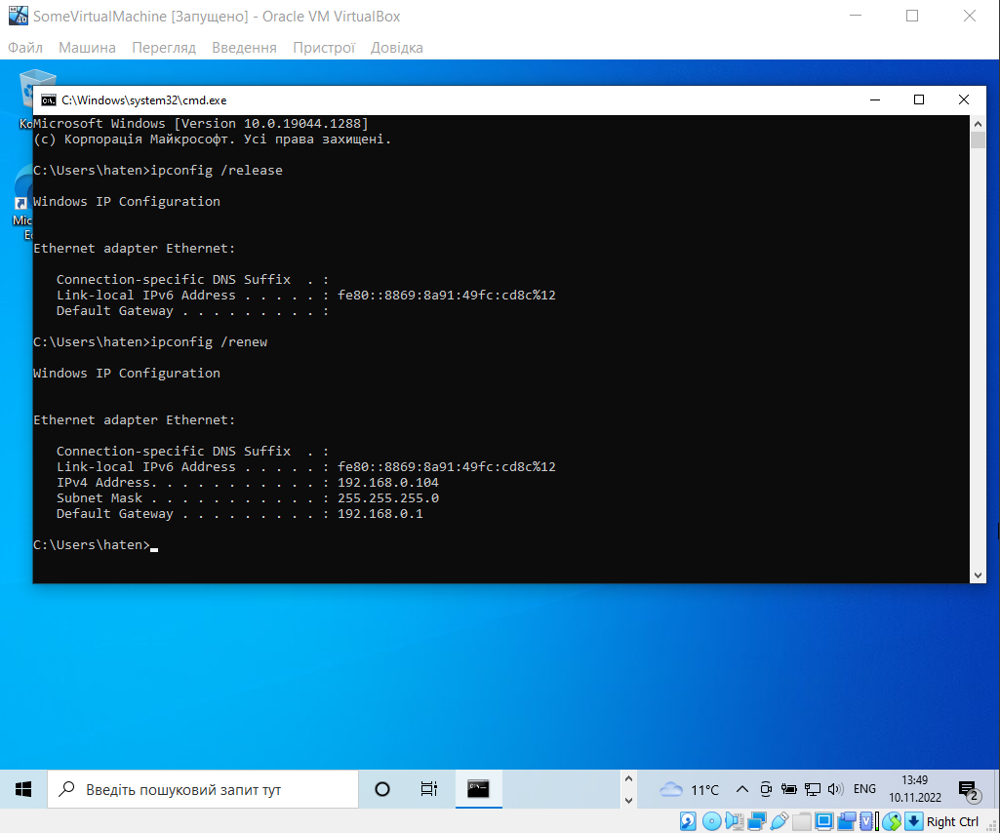 SomeVirtualMachine [Запущено] - Oracle VM VirtualBox
Файл Машина Перегляд Введення Пристрої Довідка
C:\Windows\system32\cmd.exe
Microsoft Windows [Version 10.0.19044.1288]
(c) Корпорація Майкрософт. Усі права захищені.
C:\Users\haten>ipconfig /release
Windows IP Configuration
Ethernet adapter Ethernet:
Connection-specific DNS Suffix . :
Link-local IPv6 Address . . . . . : fe80::8869:8a91:49fc:cd8c%12
Default Gateway . . . . . . . . . :
C:\Users\haten>ipconfig /renew
Windows IP Configuration
Ethernet adapter Ethernet:
Connection-specific DNS Suffix . :
Link-local IPv6 Address . . . . . : fe80::8869:8a91:49fc:cd8c%12
IPv4 Address. . . . . . . . . . . : 192.168.0.104
Subnet Mask . . . . . . . . . . . : 255.255.255.0
Default Gateway . . . . . . . . . : 192.168.0.1
C:\Users\haten>
Введіть пошуковий запит тут
11°C
ENG
13:49
10.11.2022
2
Right Ctrl